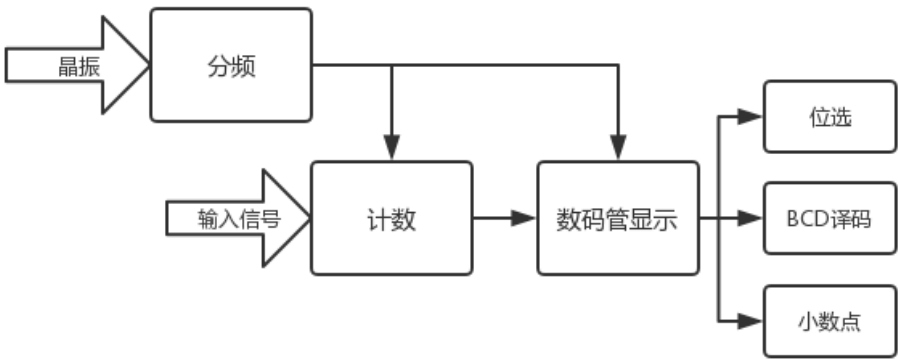 晶振
分频
位选
输入信号
计数
数码管显示
BCD译码
小数点